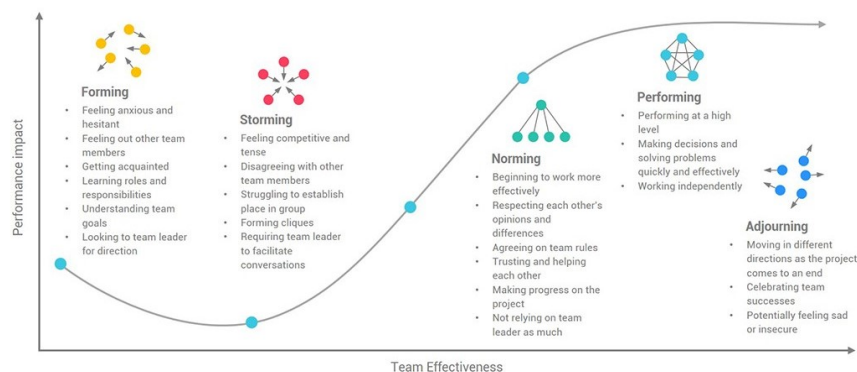 Performance impact
Forming
• Feeling anxious and
hesitant
• Feeling out other team
members
• Getting acquainted
• Learning roles and
responsibilities
• Understanding team
goals
• Looking to team leader
for direction
Storming
• Feeling competitive and
tense
• Disagreeing with other
team members
• Struggling to establish
place in group
• Forming cliques
• Requiring team leader
to facilitate
conversations
Norming
• Beginning to work more
effectively
• Respecting each other's
opinions and
differences
• Agreeing on team rules
• Trusting and helping
each other
• Making progress on the
project
• Not relying on team
leader as much
Performing
• Performing at a high
level
• Making decisions and
solving problems
quickly and effectively
• Working independently
Adjourning
• Moving in different
directions as the project
comes to an end
• Celebrating team
successes
• Potentially feeling sad
or insecure
Team Effectiveness